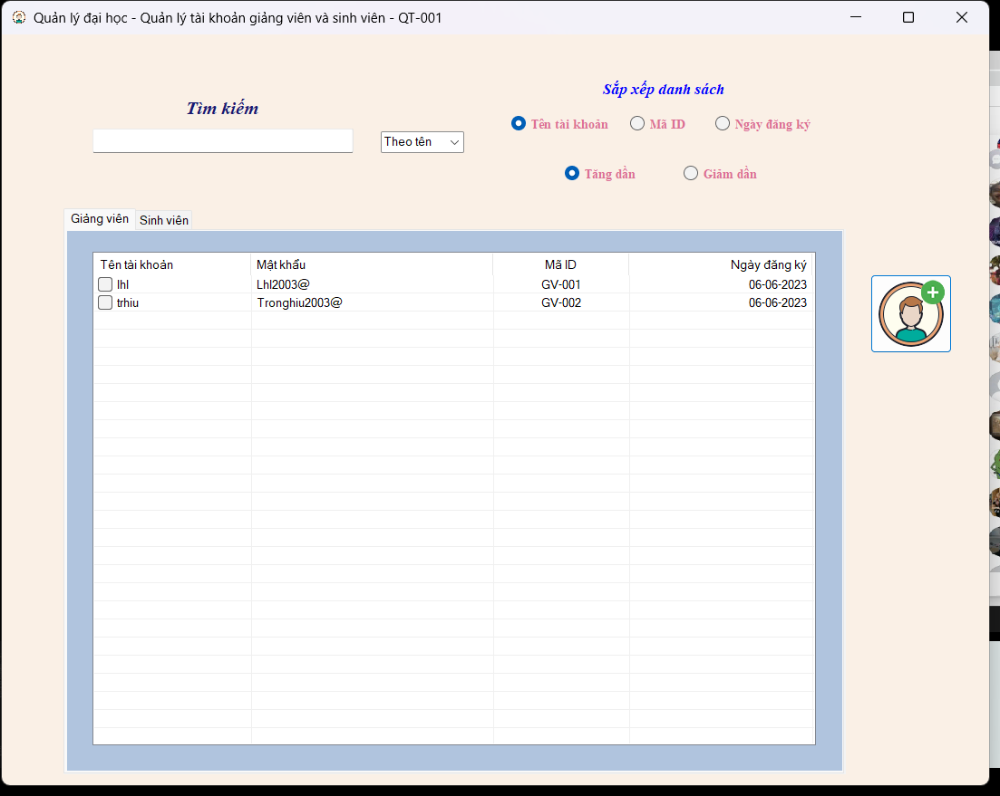 Quản lý đại học - Quản lý tài khoản giảng viên và sinh viên - QT-001
Sắp xếp danh sách
Tìm kiếm
Theo tên
Tên tài khoản
Mã ID
Ngày đăng ký
Tăng dần
Giảm dần
Giảng viên
Sinh viên
Tên tài khoản Mật khẩu Mã ID Ngày đăng ký
lhl Lhl2003@ GV-001 06-06-2023
trhiu Tronghiu2003@ GV-002 06-06-2023